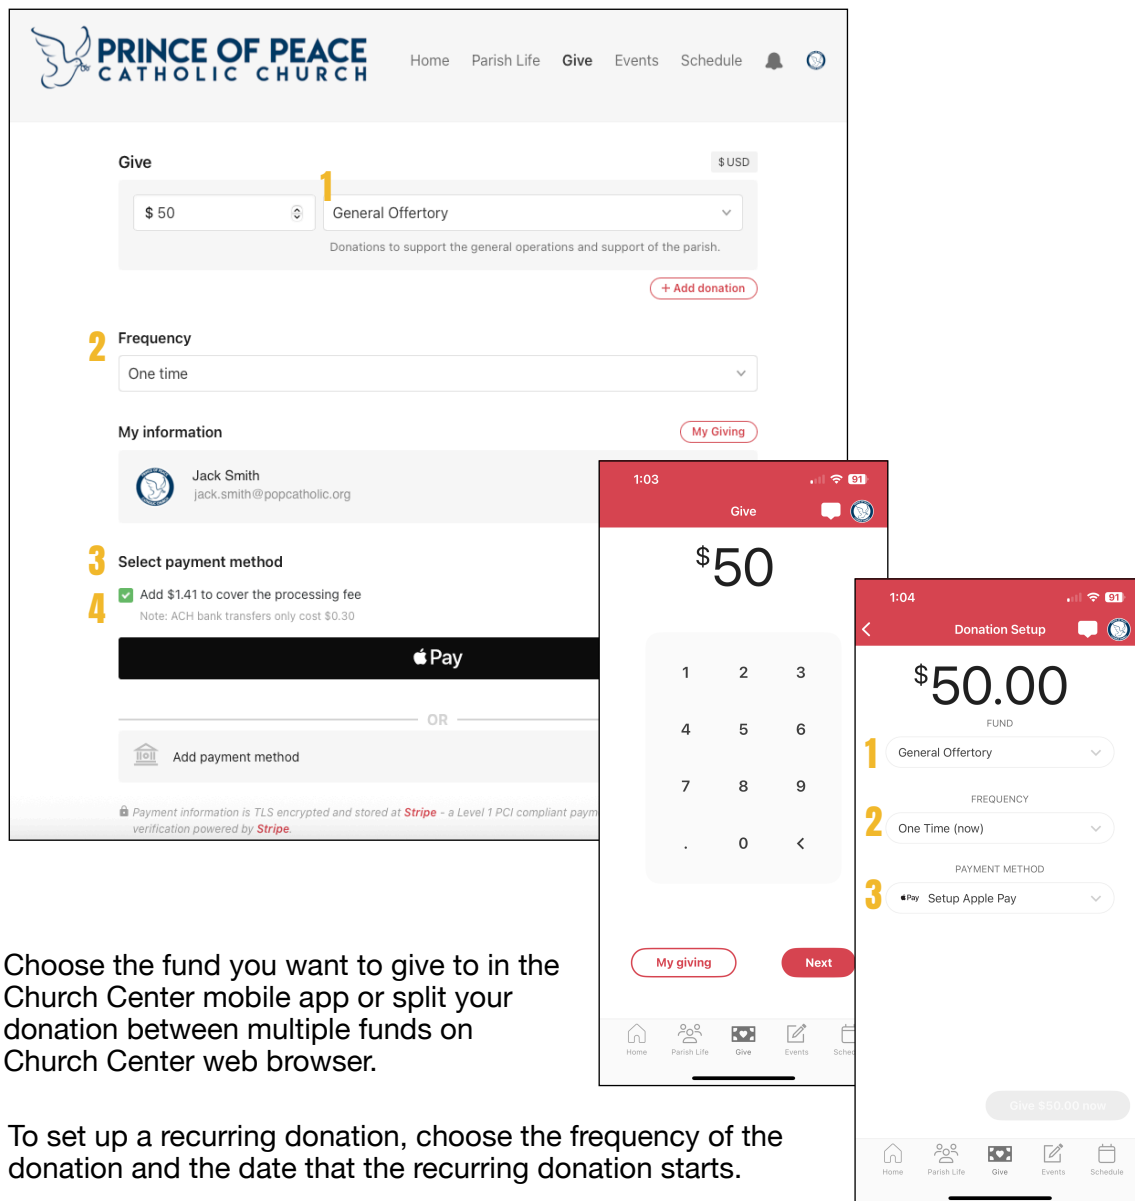 PRINCE OF PEACE
CATHOLIC CHURCH
Home Parish Life Give Events Schedule
Give
$ USD
1
$ 50
General Offertory
Donations to support the general operations and support of the parish.
+ Add donation
2 Frequency
One time
My information
My Giving
Jack Smith
jack.smith@popcatholic.org
3 Select payment method
4 Add $1.41 to cover the processing fee
Note: ACH bank transfers only cost $0.30
Pay
OR
Add payment method
Payment information is TLS encrypted and stored at Stripe - a Level 1 PCI compliant paym
verification powered by Stripe.
1:03
91
Give
$50
1 2 3
4 5 6
7 8 9
. 0 <
My giving
Next
Home Parish Life Give Events Sched
1:04
91
Donation Setup
$50.00
FUND
1 General Offertory
FREQUENCY
2 One Time (now)
PAYMENT METHOD
3 Pay Setup Apple Pay
Give $50.00 now
Home Parish Life Give Events Schedule
Choose the fund you want to give to in the
Church Center mobile app or split your
donation between multiple funds on
Church Center web browser.
To set up a recurring donation, choose the frequency of the
donation and the date that the recurring donation starts.